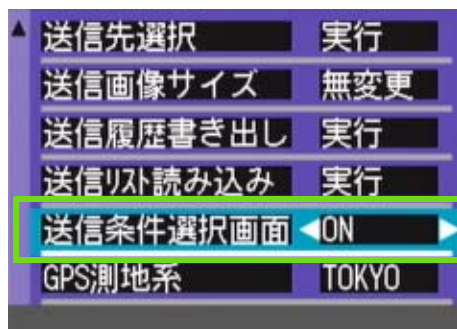 送信先選択 実行
送信画像サイズ 無変更
送信履歴書き出し 実行
送信リスト読み込み 実行
送信条件選択画面 ON
GPS測地系 TOKYO